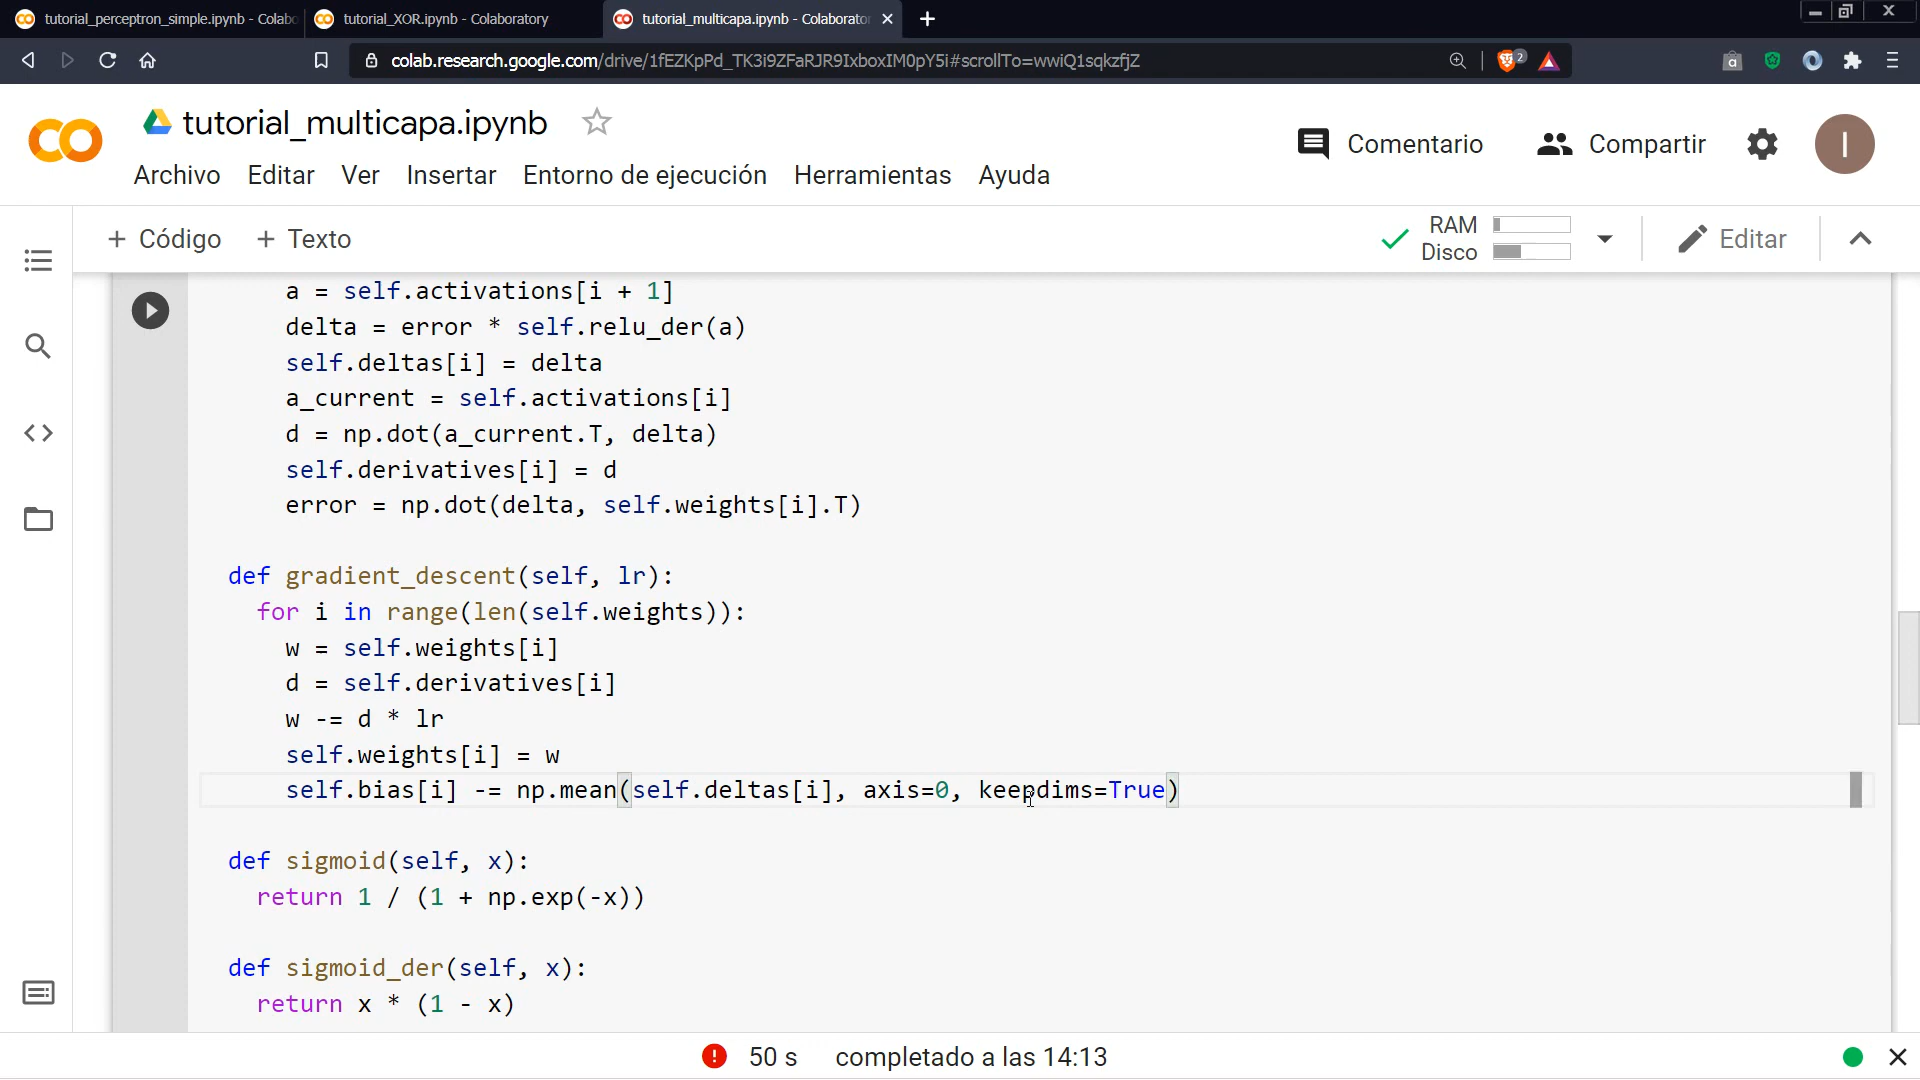 tutorial_perceptron_simple.ipynb - Colabo
tutorial_XOR.ipynb - Colaboratory
tutorial_multicapa.ipynb - Colaborato
colab.research.google.com/drive/1fEZKpPd_TK3i9ZFaRJR9IxboxIM0pY5i#scrollTo=wwiQ1sqkzfjZ
2
a
CO
tutorial_multicapa.ipynb
Comentario
Compartir
I
Archivo Editar Ver Insertar Entorno de ejecución Herramientas Ayuda
+ Código + Texto
RAM
Disco
Editar
a = self.activations[i + 1]
delta = error * self.relu_der(a)
self.deltas[i] = delta
a_current = self.activations[i]
d = np.dot(a_current.T, delta)
self.derivatives[i] = d
error = np.dot(delta, self.weights[i].T)
def gradient_descent(self, lr):
for i in range(len(self.weights)):
w = self.weights[i]
d = self.derivatives[i]
w -= d * lr
self.weights[i] = w
self.bias[i] -= np.mean(self.deltas[i], axis=0, keepdims=True)
def sigmoid(self, x):
return 1 / (1 + np.exp(-x))
def sigmoid_der(self, x):
return x * (1 - x)
50 s completado a las 14:13